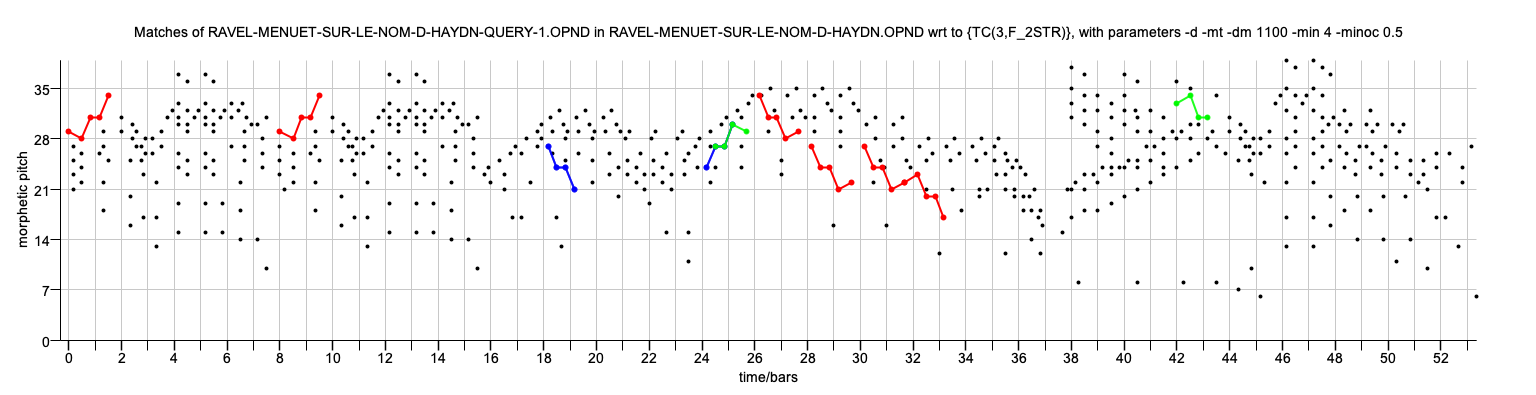 Matches of RAVEL-MENUET-SUR-LE-NOM-D-HAYDN-QUERY-1.OPND in RAVEL-MENUET-SUR-LE-NOM-D-HAYDN.OPND wrt to {TC(3,F_2STR)}, with parameters -d -mt -dm 1100 -min 4 -minoc 0.5
morphetic pitch
35
28
21
14
7
0
0 2 4 6 8 10 12 14 16 18 20 22 24 26 28 30 32 34 36 38 40 42 44 46 48 50 52
time/bars